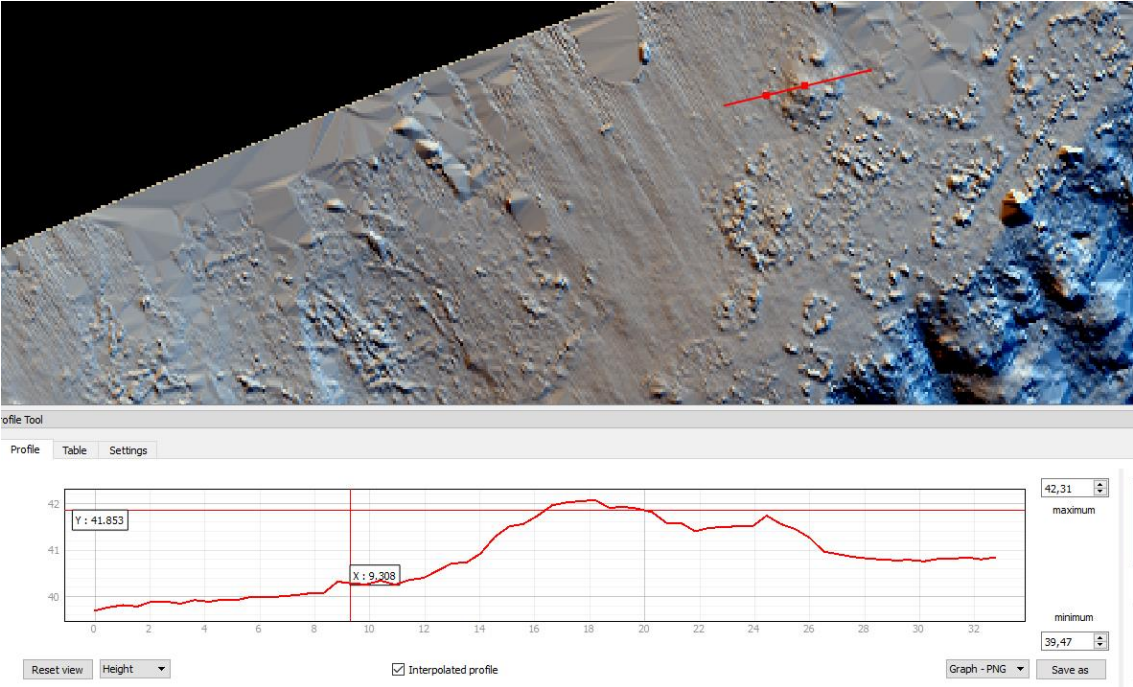 ofile Tool
Profile Table Settings
42,31
maximum
42
41
40
Y : 41.853
X : 9.308
0 2 4 6 8 10 12 14 16 18 20 22 24 26 28 30 32
minimum
39,47
Reset view Height Interpolated profile Graph - PNG Save as